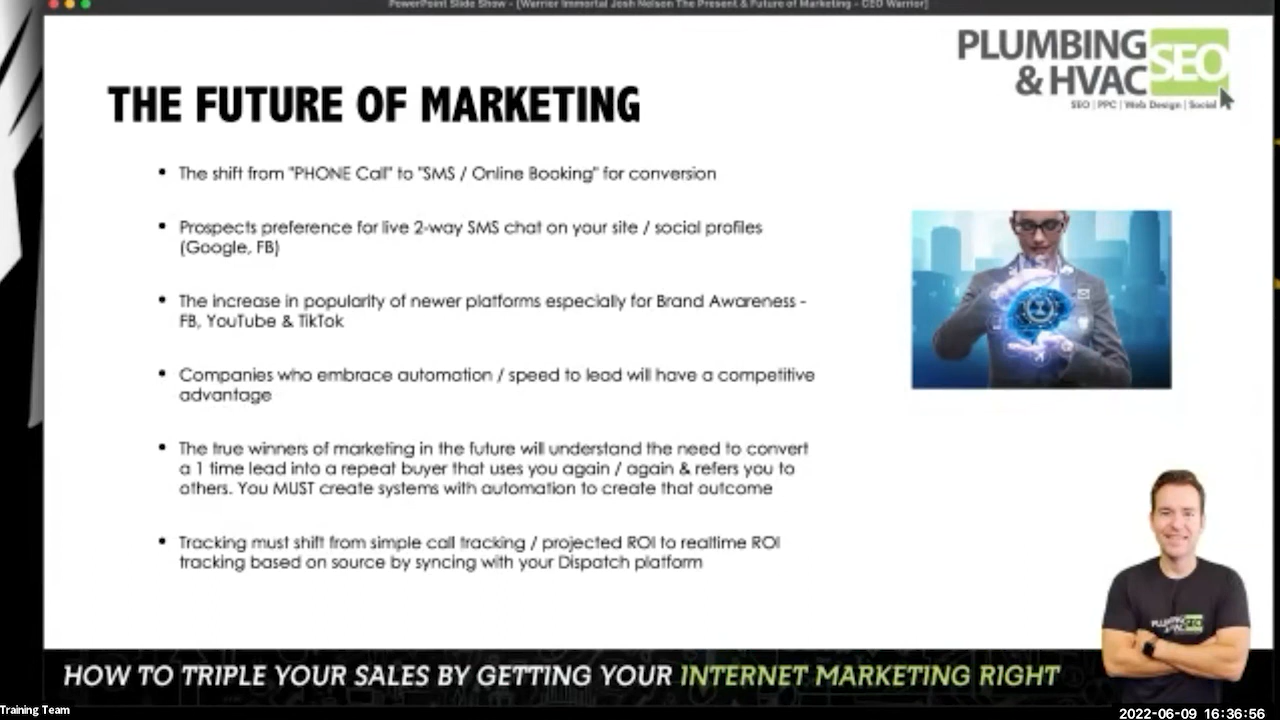 PowerPoint Slide Show - [Warrior Immortal Josh Nelson The Present & Future of Marketing - CEO Warrior]
PLUMBING
& HVAC SEO
SEO | PPC | Web Design | Social
THE FUTURE OF MARKETING
• The shift from "PHONE Call" to "SMS / Online Booking" for conversion
• Prospects preference for live 2-way SMS chat on your site / social profiles
(Google, FB)
• The increase in popularity of newer platforms especially for Brand Awareness -
FB, YouTube & TikTok
• Companies who embrace automation / speed to lead will have a competitive
advantage
• The true winners of marketing in the future will understand the need to convert
a 1 time lead into a repeat buyer that uses you again / again & refers you to
others. You MUST create systems with automation to create that outcome
• Tracking must shift from simple call tracking / projected ROI to realtime ROI
tracking based on source by syncing with your Dispatch platform
PLUMBING
& HVAC SEO
HOW TO TRIPLE YOUR SALES BY GETTING YOUR INTERNET MARKETING RIGHT
Training Team
2022-06-09 16:36:56